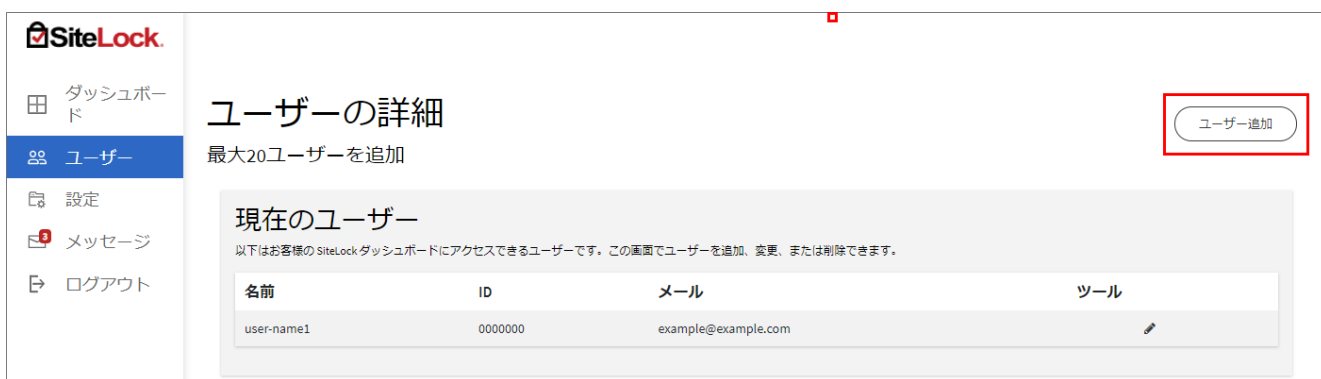 SiteLock.
ダッシュボー
ド
ユーザー
設定
3
メッセージ
ログアウト
ユーザーの詳細
最大20ユーザーを追加
ユーザー追加
現在のユーザー
以下はお客様の SiteLock ダッシュボードにアクセスできるユーザーです。この画面でユーザーを追加、変更、または削除できます。
名前 ID メール ツール
user-name1 0000000 example@example.com